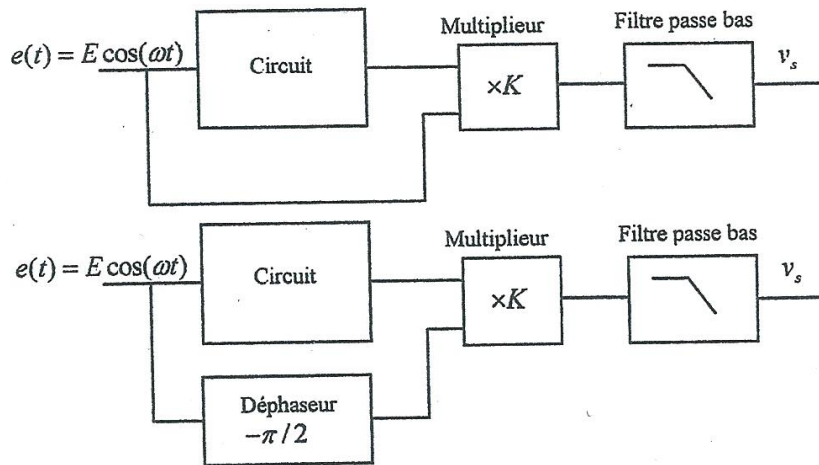 Multiplieur
Filtre passe bas
e(t) = E cos(ωt)
Circuit
×K
v_s
Multiplieur
Filtre passe bas
e(t) = E cos(ωt)
Circuit
×K
v_s
Déphaseur
−π/2